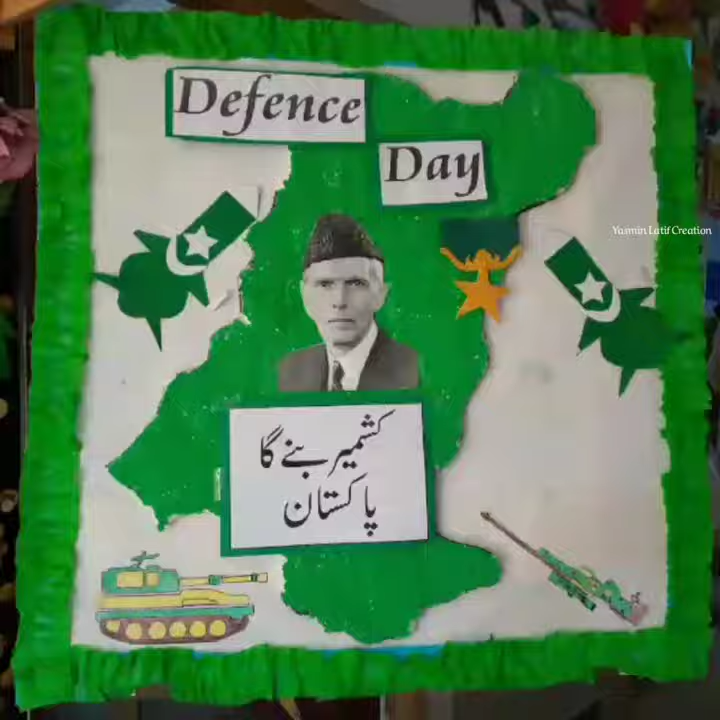 Defence
Day
Yasmin Latif Creation
کشمیر بنے گا
پاکستان